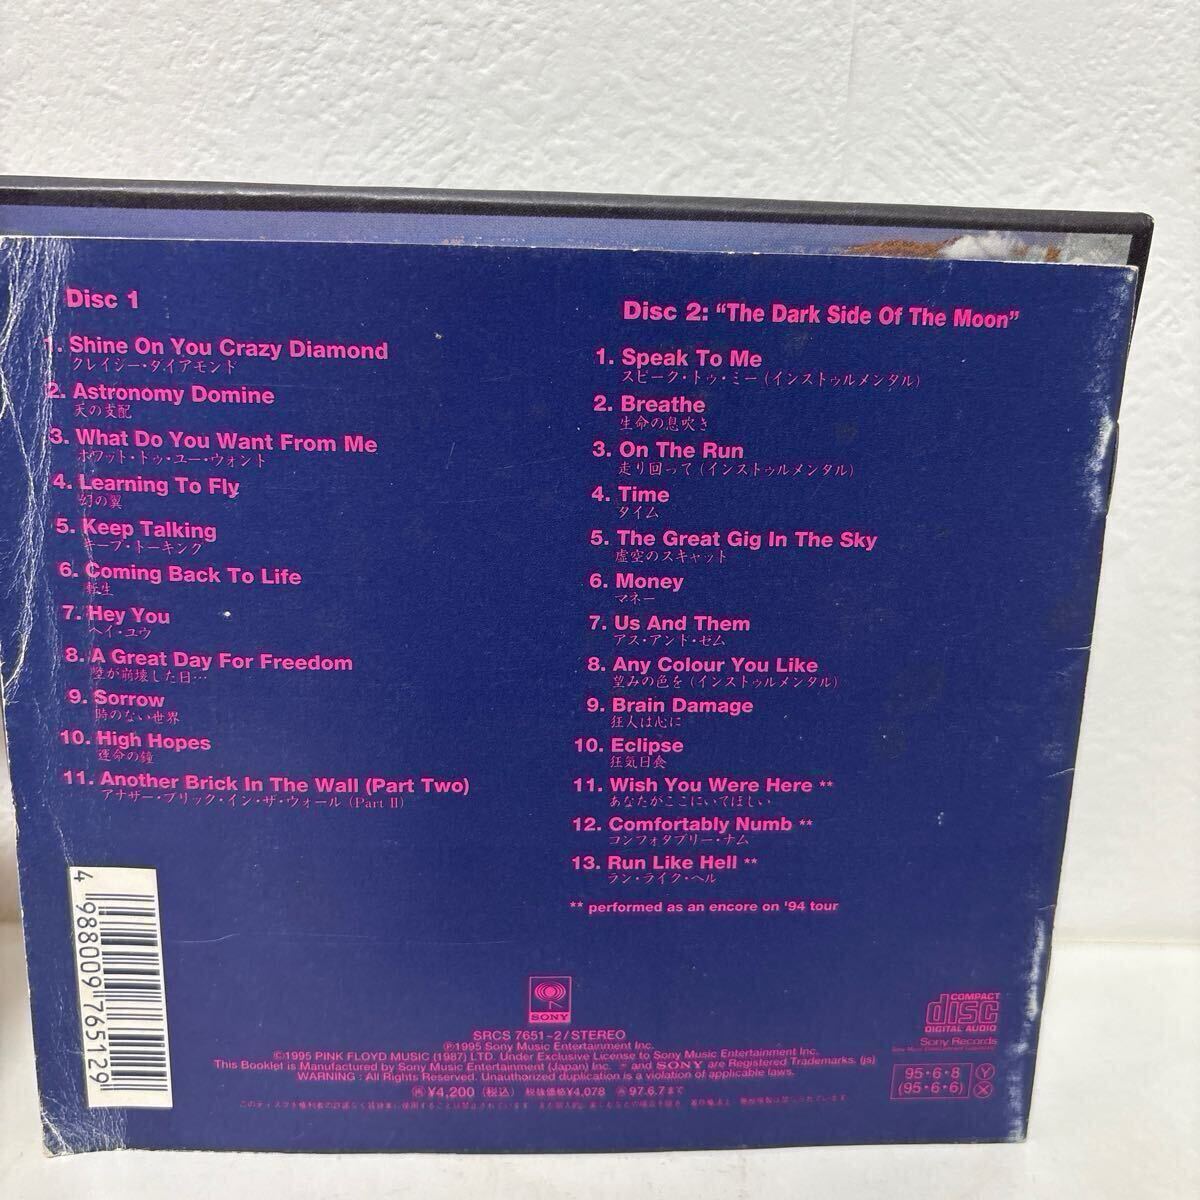 Disc 1
1. Shine On You Crazy Diamond
クレイジー・ダイアモンド
2. Astronomy Domine
天の支配
3. What Do You Want From Me
ホワット・ドゥ・ユー・ウォント
4. Learning To Fly
幻の翼
5. Keep Talking
キープ・トーキング
6. Coming Back To Life
転生
7. Hey You
ヘイ・ユウ
8. A Great Day For Freedom
壁が崩壊した日…
9. Sorrow
時のない世界
10. High Hopes
運命の鐘
11. Another Brick In The Wall (Part Two)
アナザー・ブリック・イン・ザ・ウォール (Part II)
Disc 2: “The Dark Side Of The Moon”
1. Speak To Me
スピーク・トゥ・ミー (インストゥルメンタル)
2. Breathe
生命の息吹き
3. On The Run
走り回って (インストゥルメンタル)
4. Time
タイム
5. The Great Gig In The Sky
虚空のスキャット
6. Money
マネー
7. Us And Them
アス・アンド・ゼム
8. Any Colour You Like
望みの色を (インストゥルメンタル)
9. Brain Damage
狂人は心に
10. Eclipse
狂気日食
11. Wish You Were Here **
あなたがここにいてほしい
12. Comfortably Numb **
コンフォタブリー・ナム
13. Run Like Hell **
ラン・ライク・ヘル
** performed as an encore on '94 tour
4 988009 765129
SONY
SRCS 7651~2/STEREO
℗1995 Sony Music Entertainment Inc.
©1995 PINK FLOYD MUSIC (1987) LTD. Under Exclusive License to Sony Music Entertainment Inc.
This Booklet is Manufactured by Sony Music Entertainment (Japan) Inc. and SONY are Registered Trademarks. (js)
WARNING : All Rights Reserved. Unauthorized duplication is a violation of applicable laws.
再 ¥4,200 (税込) 税抜価格¥4,078 再 97.6.7まで
COMPACT
disc
DIGITAL AUDIO
Sony Records
95・6・8 Y
(95・6・6) X